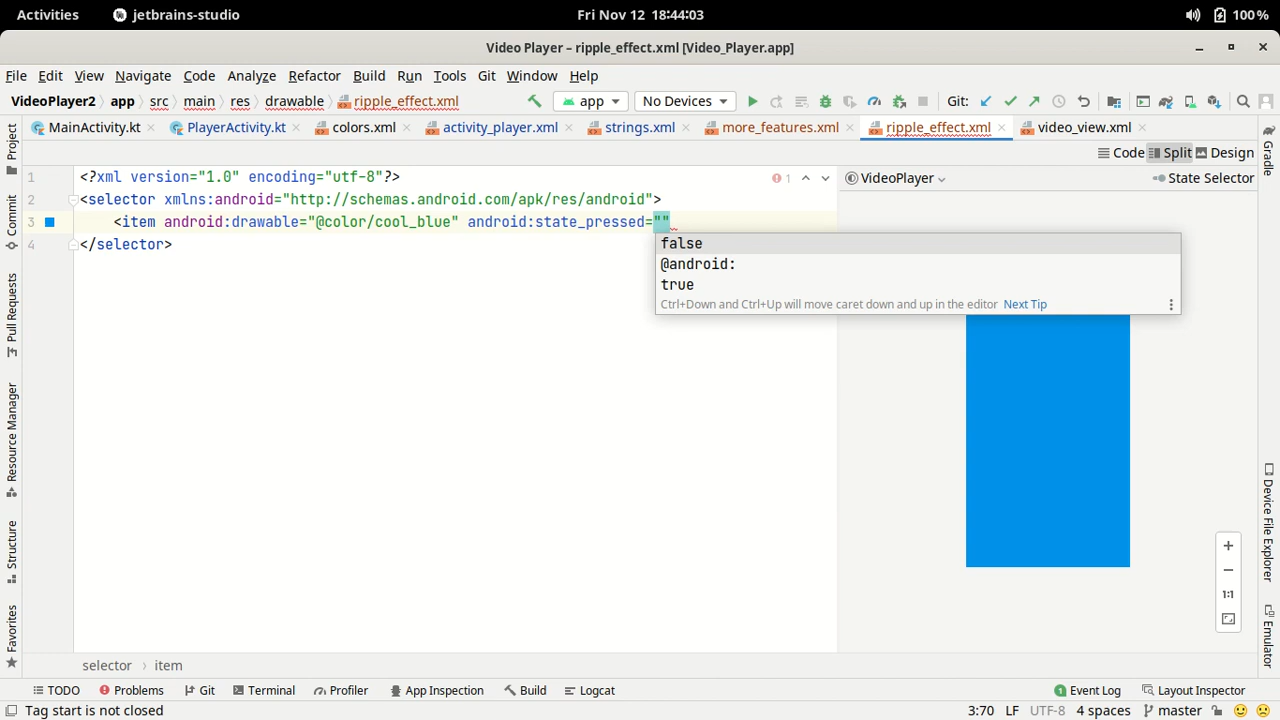 Activities jetbrains-studio Fri Nov 12 18:44:03 100%
Video Player – ripple_effect.xml [Video_Player.app]
File Edit View Navigate Code Analyze Refactor Build Run Tools Git Window Help
VideoPlayer2 app src main res drawable ripple_effect.xml app No Devices Git:
MainActivity.kt PlayerActivity.kt colors.xml activity_player.xml strings.xml more_features.xml ripple_effect.xml video_view.xml
Code Split Design
1 <?xml version="1.0" encoding="utf-8"?> 1 VideoPlayer State Selector
2 <selector xmlns:android="http://schemas.android.com/apk/res/android">
3 <item android:drawable="@color/cool_blue" android:state_pressed=""
4 </selector>
false
@android:
true
Ctrl+Down and Ctrl+Up will move caret down and up in the editor Next Tip
1:1
selector item
Project
Commit
Pull Requests
Resource Manager
Structure
Favorites
Gradle
Device File Explorer
Emulator
TODO Problems Git Terminal Profiler App Inspection Build Logcat 1 Event Log Layout Inspector
Tag start is not closed 3:70 LF UTF-8 4 spaces master